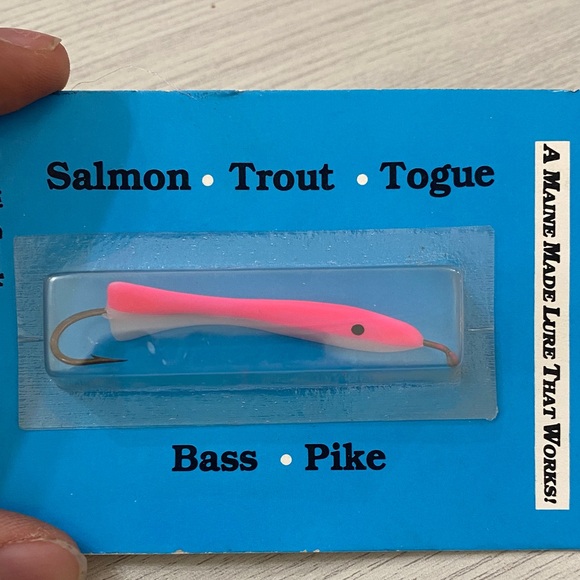 Salmon • Trout • Togue
Bass • Pike
A Maine Made Lure That Works!